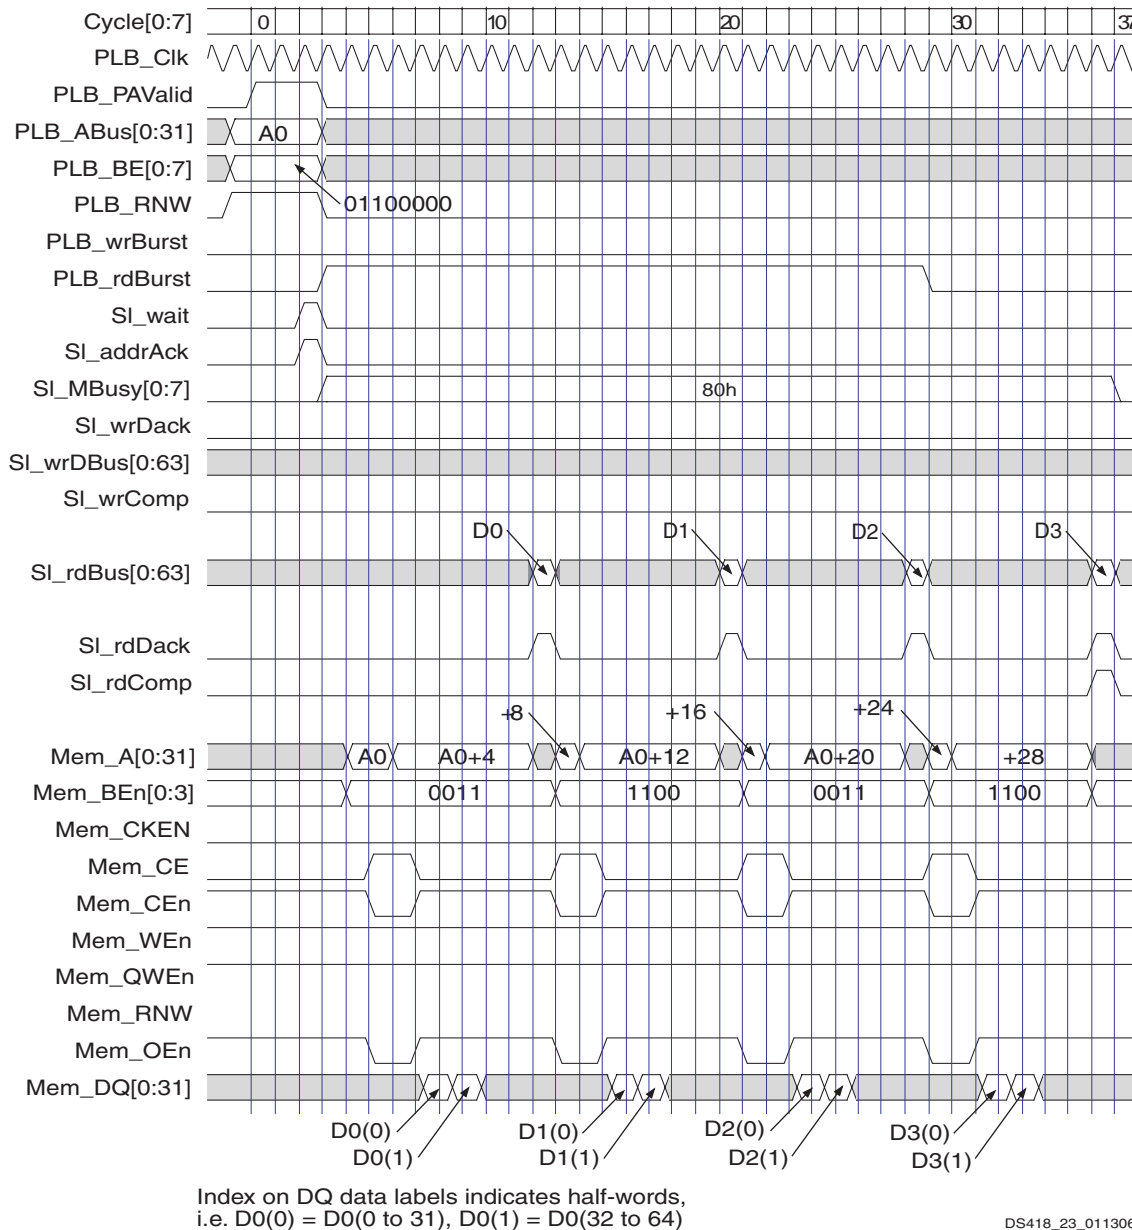 Cycle[0:7] 0 10 20 30 37
PLB_Clk
PLB_PAValid
PLB_ABus[0:31] A0
PLB_BE[0:7]
PLB_RNW 01100000
PLB_wrBurst
PLB_rdBurst
Sl_wait
Sl_addrAck
Sl_MBusy[0:7] 80h
Sl_wrDack
Sl_wrDBus[0:63]
Sl_wrComp
D0 D1 D2 D3
Sl_rdBus[0:63]
Sl_rdDack
Sl_rdComp
+8 +16 +24
Mem_A[0:31] A0 A0+4 A0+12 A0+20 +28
Mem_BEn[0:3] 0011 1100 0011 1100
Mem_CKEN
Mem_CE
Mem_CEn
Mem_WEn
Mem_QWEn
Mem_RNW
Mem_OEn
Mem_DQ[0:31]
D0(0) D1(0) D2(0) D3(0)
D0(1) D1(1) D2(1) D3(1)
Index on DQ data labels indicates half-words,
i.e. D0(0) = D0(0 to 31), D0(1) = D0(32 to 64)
DS418_23_011306